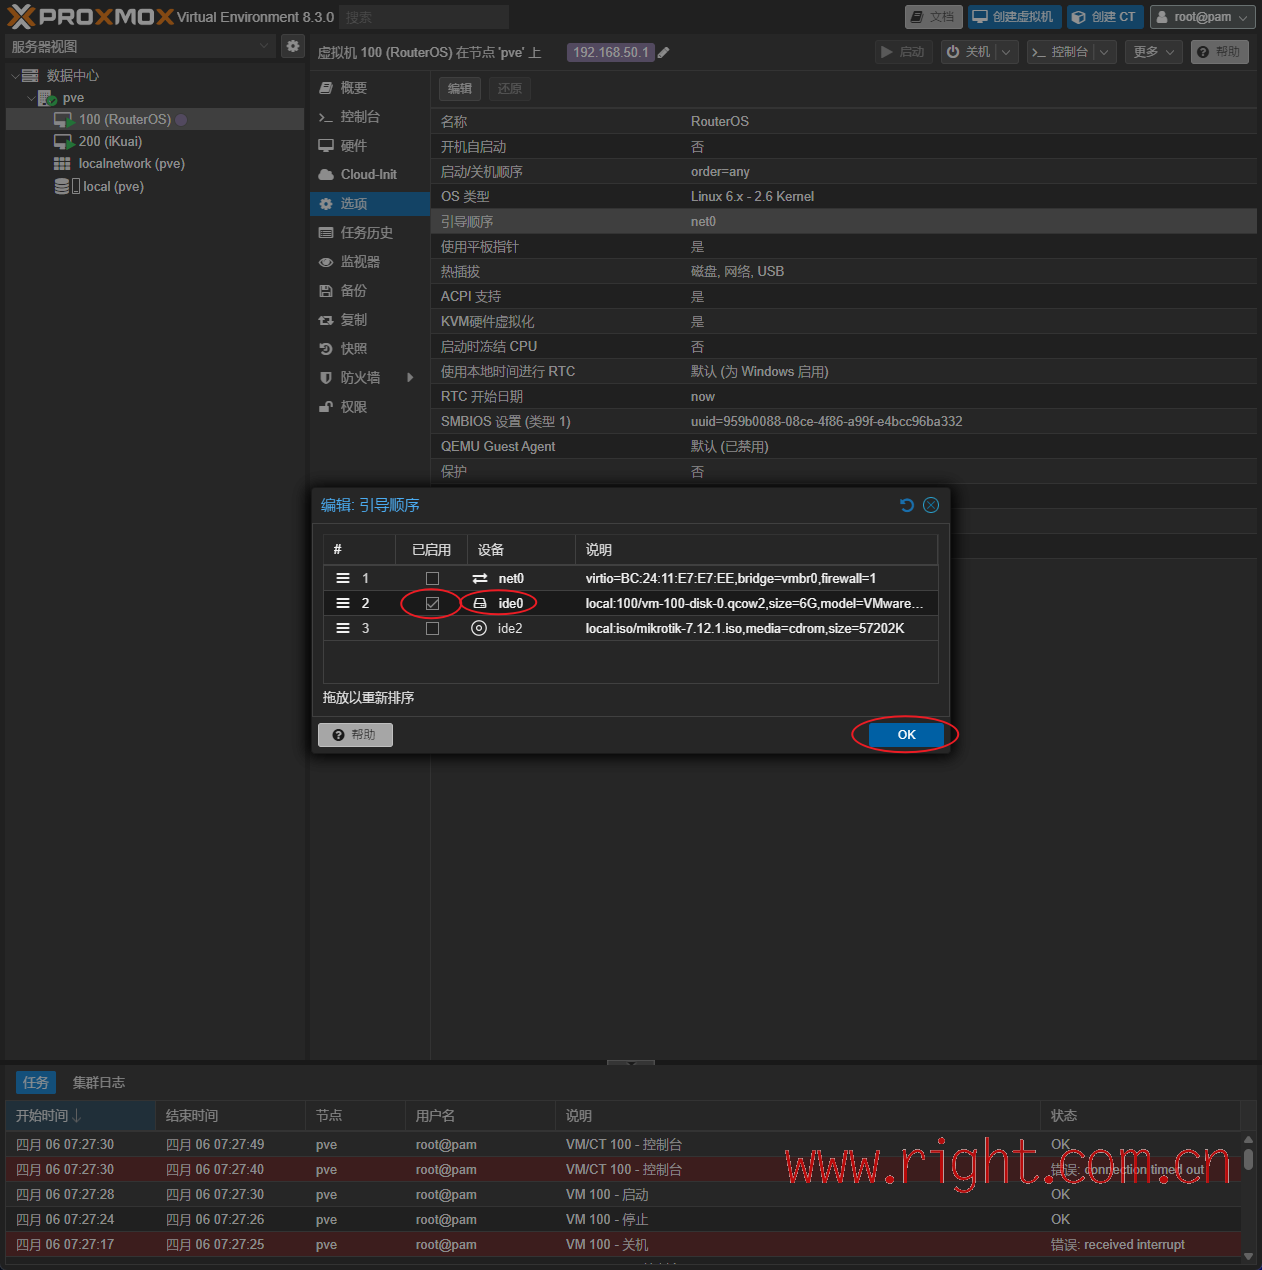 PROXMOX Virtual Environment 8.3.0 搜索 文档 创建虚拟机 创建 CT root@pam
服务器视图
虚拟机 100 (RouterOS) 在节点 'pve' 上 192.168.50.1 启动 关机 控制台 更多 帮助
数据中心
pve
100 (RouterOS)
200 (iKuai)
localnetwork (pve)
local (pve)
概要
控制台
硬件
Cloud-Init
选项
任务历史
监视器
备份
复制
快照
防火墙
权限
编辑 还原
名称 RouterOS
开机自启动 否
启动/关机顺序 order=any
OS 类型 Linux 6.x - 2.6 Kernel
引导顺序 net0
使用平板指针 是
热插拔 磁盘, 网络, USB
ACPI 支持 是
KVM硬件虚拟化 是
启动时冻结 CPU 否
使用本地时间进行 RTC 默认 (为 Windows 启用)
RTC 开始日期 now
SMBIOS 设置 (类型 1) uuid=959b0088-08ce-4f86-a99f-e4bcc96ba332
QEMU Guest Agent 默认 (已禁用)
保护 否
编辑: 引导顺序
# 已启用 设备 说明
1 net0 virtio=BC:24:11:E7:E7:EE,bridge=vmbr0,firewall=1
2 ide0 local:100/vm-100-disk-0.qcow2,size=6G,model=VMware...
3 ide2 local:iso/mikrotik-7.12.1.iso,media=cdrom,size=57202K
拖放以重新排序
帮助 OK
任务 集群日志
开始时间 结束时间 节点 用户名 说明 状态
四月 06 07:27:30 四月 06 07:27:49 pve root@pam VM/CT 100 - 控制台 OK
四月 06 07:27:30 四月 06 07:27:40 pve root@pam VM/CT 100 - 控制台 错误: connection timed out
四月 06 07:27:28 四月 06 07:27:30 pve root@pam VM 100 - 启动 OK
四月 06 07:27:24 四月 06 07:27:26 pve root@pam VM 100 - 停止 OK
四月 06 07:27:17 四月 06 07:27:25 pve root@pam VM 100 - 关机 错误: received interrupt
www.right.com.cn